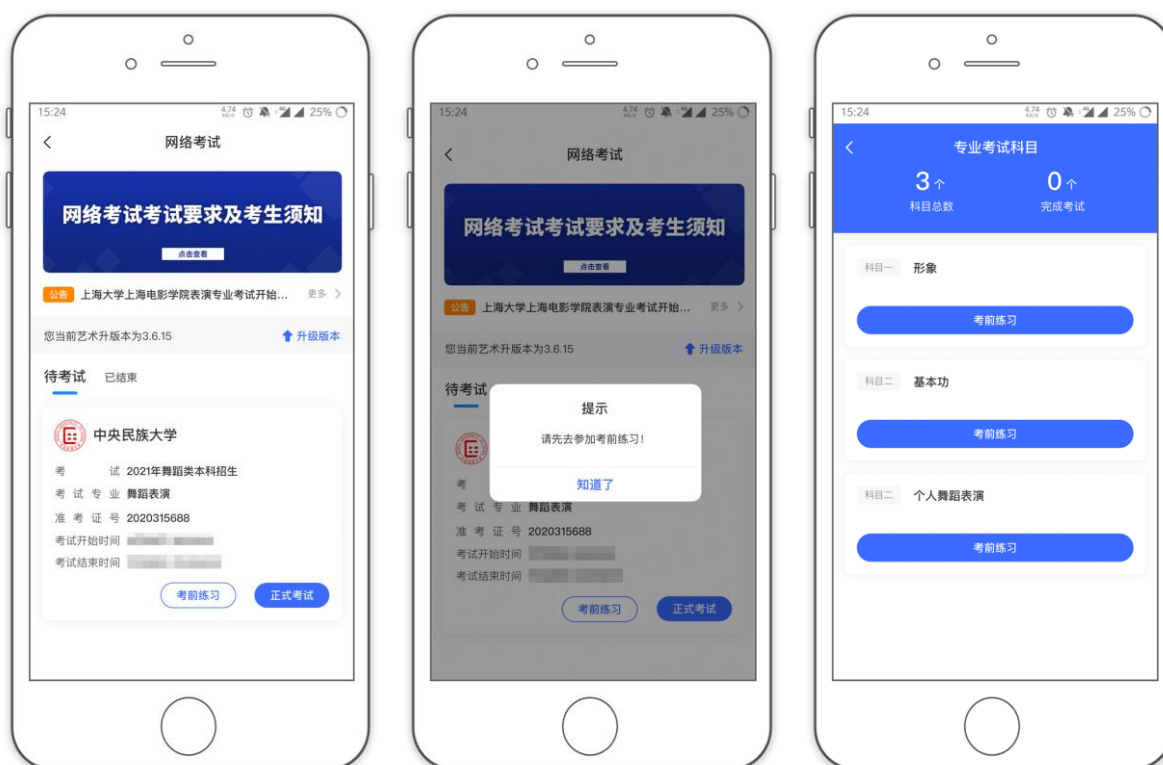 15:24
4.74
25%
网络考试
网络考试考试要求及考生须知
点击查看
公告 上海大学上海电影学院表演专业考试开始... 更多
您当前艺术升版本为3.6.15 升级版本
待考试 已结束
中央民族大学
考 试 2021年舞蹈类本科招生
考试专业 舞蹈表演
准考证号 2020315688
考试开始时间
考试结束时间
考前练习 正式考试
15:24
4.74
25%
网络考试
网络考试考试要求及考生须知
点击查看
公告 上海大学上海电影学院表演专业考试开始... 更多
您当前艺术升版本为3.6.15 升级版本
待考试
提示
请先去参加考前练习!
知道了
考
考试专业 舞蹈表演
准考证号 2020315688
考试开始时间
考试结束时间
考前练习 正式考试
15:24
4.74
25%
专业考试科目
3个 0个
科目总数 完成考试
科目一 形象
考前练习
科目二 基本功
考前练习
科目二 个人舞蹈表演
考前练习